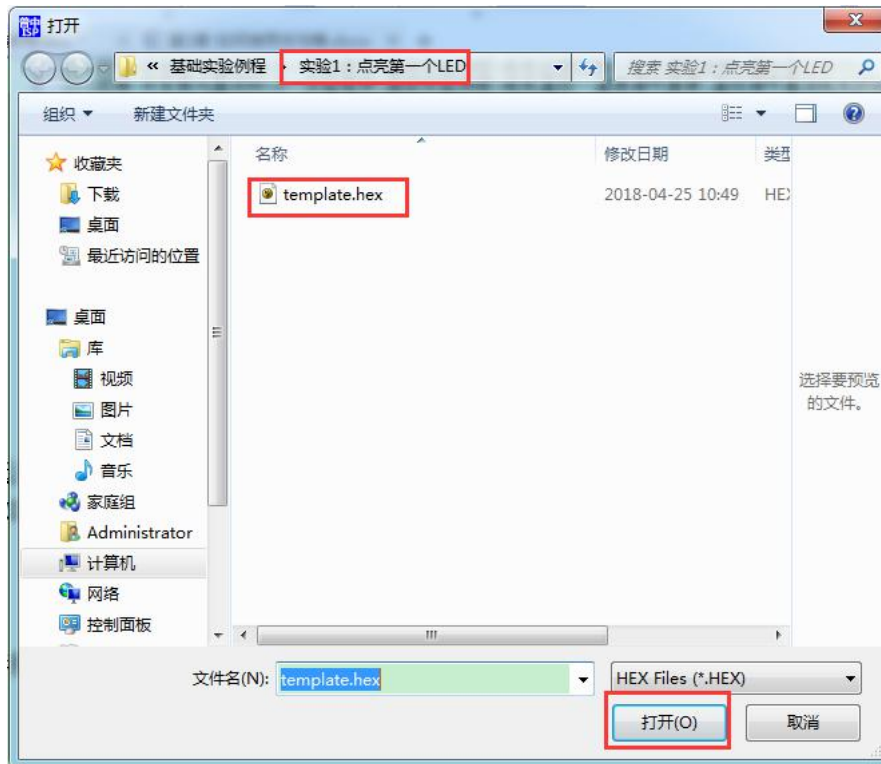 打开
« 基础实验例程 实验1：点亮第一个LED 搜索 实验1：点亮第一个LED
组织 新建文件夹
收藏夹
下载
桌面
最近访问的位置
桌面
库
视频
图片
文档
音乐
家庭组
Administrator
计算机
网络
控制面板
名称 修改日期 类型
template.hex 2018-04-25 10:49 HEX
选择要预览
的文件。
文件名(N): template.hex HEX Files (*.HEX)
打开(O) 取消